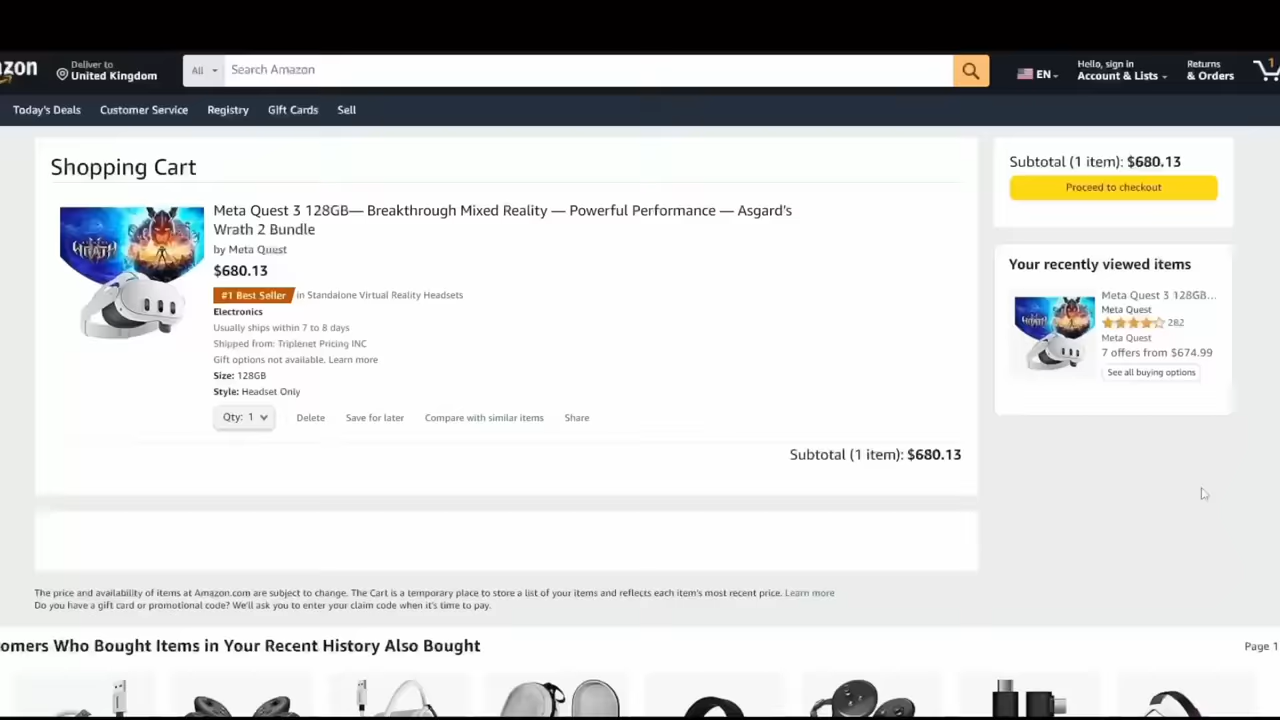 zon
Deliver to
United Kingdom
All
Search Amazon
EN
Hello, sign in
Account & Lists
Returns
& Orders
1
Today's Deals
Customer Service
Registry
Gift Cards
Sell
Shopping Cart
Meta Quest 3 128GB— Breakthrough Mixed Reality — Powerful Performance — Asgard's
Wrath 2 Bundle
by Meta Quest
$680.13
#1 Best Seller in Standalone Virtual Reality Headsets
Electronics
Usually ships within 7 to 8 days
Shipped from: Triplenet Pricing INC
Gift options not available. Learn more
Size: 128GB
Style: Headset Only
Qty: 1
Delete
Save for later
Compare with similar items
Share
Subtotal (1 item): $680.13
Subtotal (1 item): $680.13
Proceed to checkout
Your recently viewed items
Meta Quest 3 128GB...
Meta Quest
282
Meta Quest
7 offers from $674.99
See all buying options
The price and availability of items at Amazon.com are subject to change. The Cart is a temporary place to store a list of your items and reflects each item's most recent price. Learn more
Do you have a gift card or promotional code? We'll ask you to enter your claim code when it's time to pay.
omers Who Bought Items in Your Recent History Also Bought
Page 1